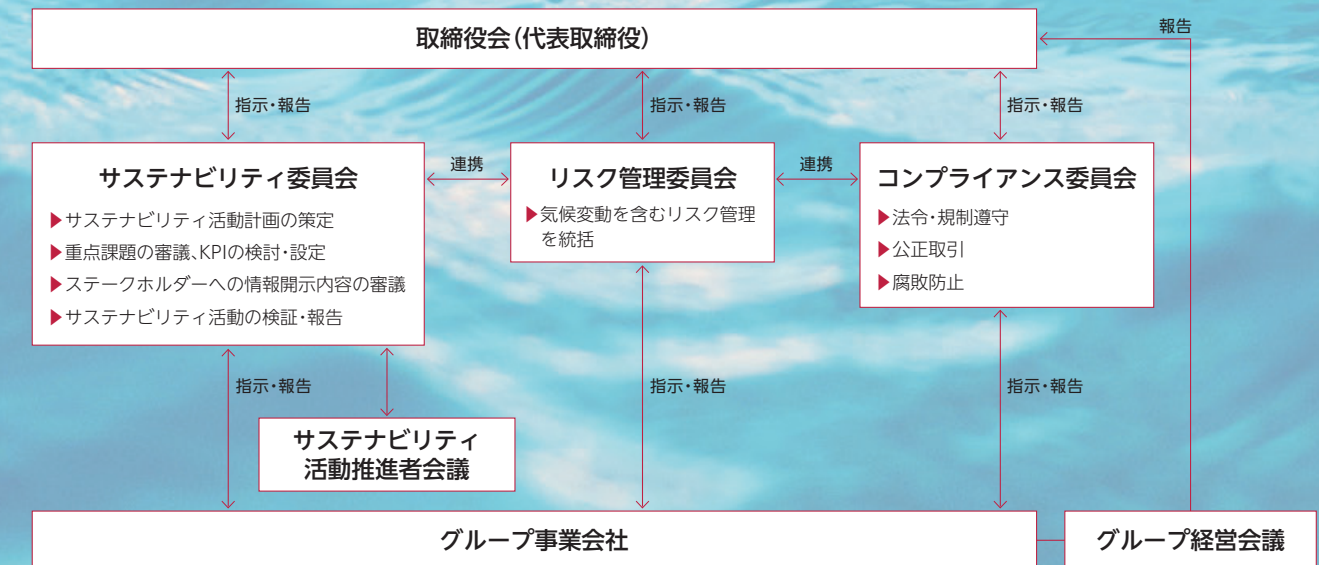 報告
取締役会(代表取締役)
指示・報告
指示・報告
指示・報告
サステナビリティ委員会
▶サステナビリティ活動計画の策定
▶重点課題の審議、KPIの検討・設定
▶ステークホルダーへの情報開示内容の審議
▶サステナビリティ活動の検証・報告
連携
リスク管理委員会
▶気候変動を含むリスク管理
を統括
連携
コンプライアンス委員会
▶法令・規制遵守
▶公正取引
▶腐敗防止
指示・報告
指示・報告
指示・報告
サステナビリティ
活動推進者会議
グループ事業会社
グループ経営会議